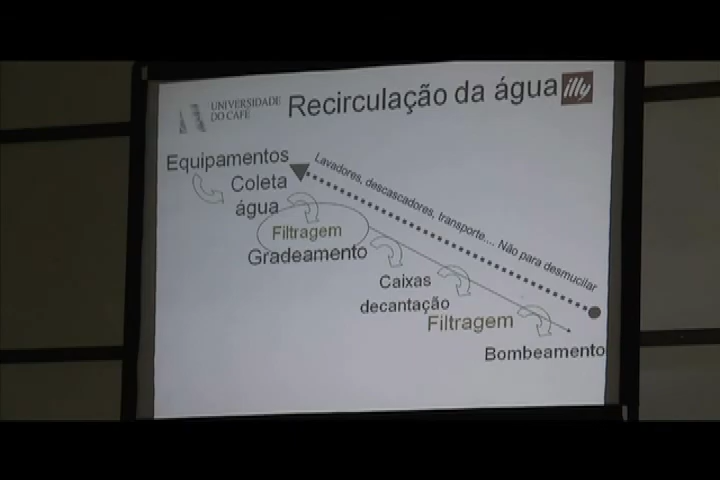 UNIVERSIDADE
DO CAFÉ
Recirculação da água
illy
Equipamentos
Coleta
água
Lavadores, descascadores, transporte.... Não para desmucilar
Filtragem
Gradeamento
Caixas
decantação
Filtragem
Bombeamento